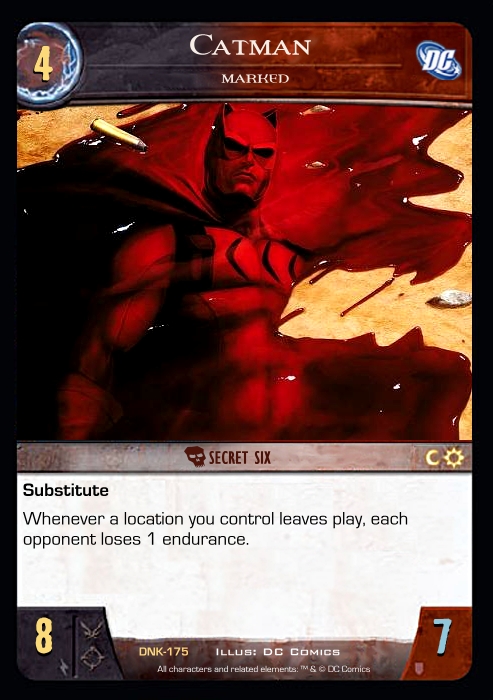 4
CATMAN
MARKED
DC
SECRET SIX
C
Substitute
Whenever a location you control leaves play, each
opponent loses 1 endurance.
8
7
DNK-175 ILLUS: DC COMICS
All characters and related elements: ™ & © DC Comics